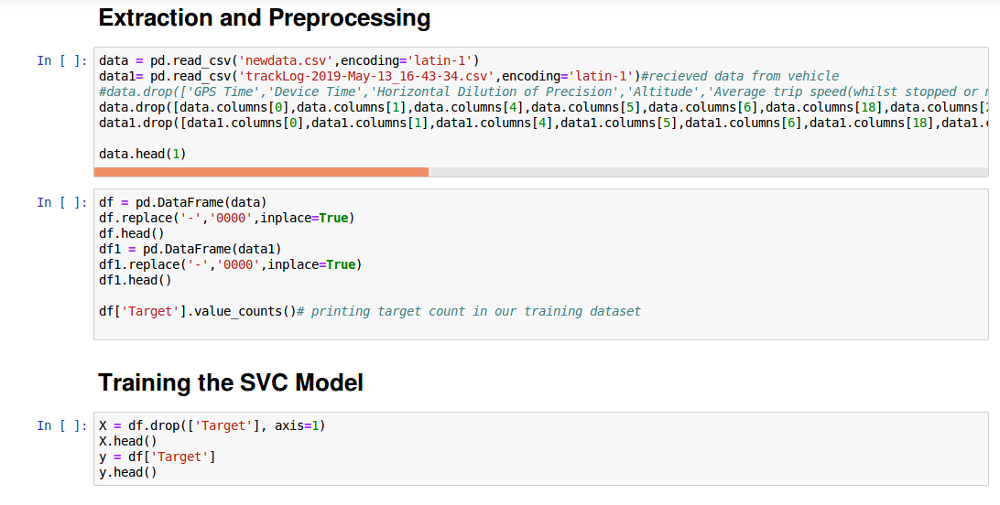 Extraction and Preprocessing
In [ ]: data = pd.read_csv('newdata.csv',encoding='latin-1')
data1= pd.read_csv('trackLog-2019-May-13_16-43-34.csv',encoding='latin-1')#recieved data from vehicle
#data.drop(['GPS Time','Device Time','Horizontal Dilution of Precision','Altitude','Average trip speed(whilst stopped or
data.drop([data.columns[0],data.columns[1],data.columns[4],data.columns[5],data.columns[6],data.columns[18],data.columns[
data1.drop([data1.columns[0],data1.columns[1],data1.columns[4],data1.columns[5],data1.columns[6],data1.columns[18],data1.
data.head(1)
In [ ]: df = pd.DataFrame(data)
df.replace('-','0000',inplace=True)
df.head()
df1 = pd.DataFrame(data1)
df1.replace('-','0000',inplace=True)
df1.head()
df['Target'].value_counts()# printing target count in our training dataset
Training the SVC Model
In [ ]: X = df.drop(['Target'], axis=1)
X.head()
y = df['Target']
y.head()